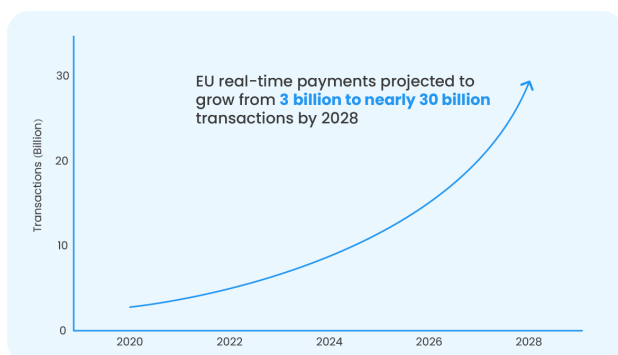 30
EU real-time payments projected to
grow from 3 billion to nearly 30 billion
transactions by 2028
Transactions (Billion)
20
10
0
2020 2022 2024 2026 2028